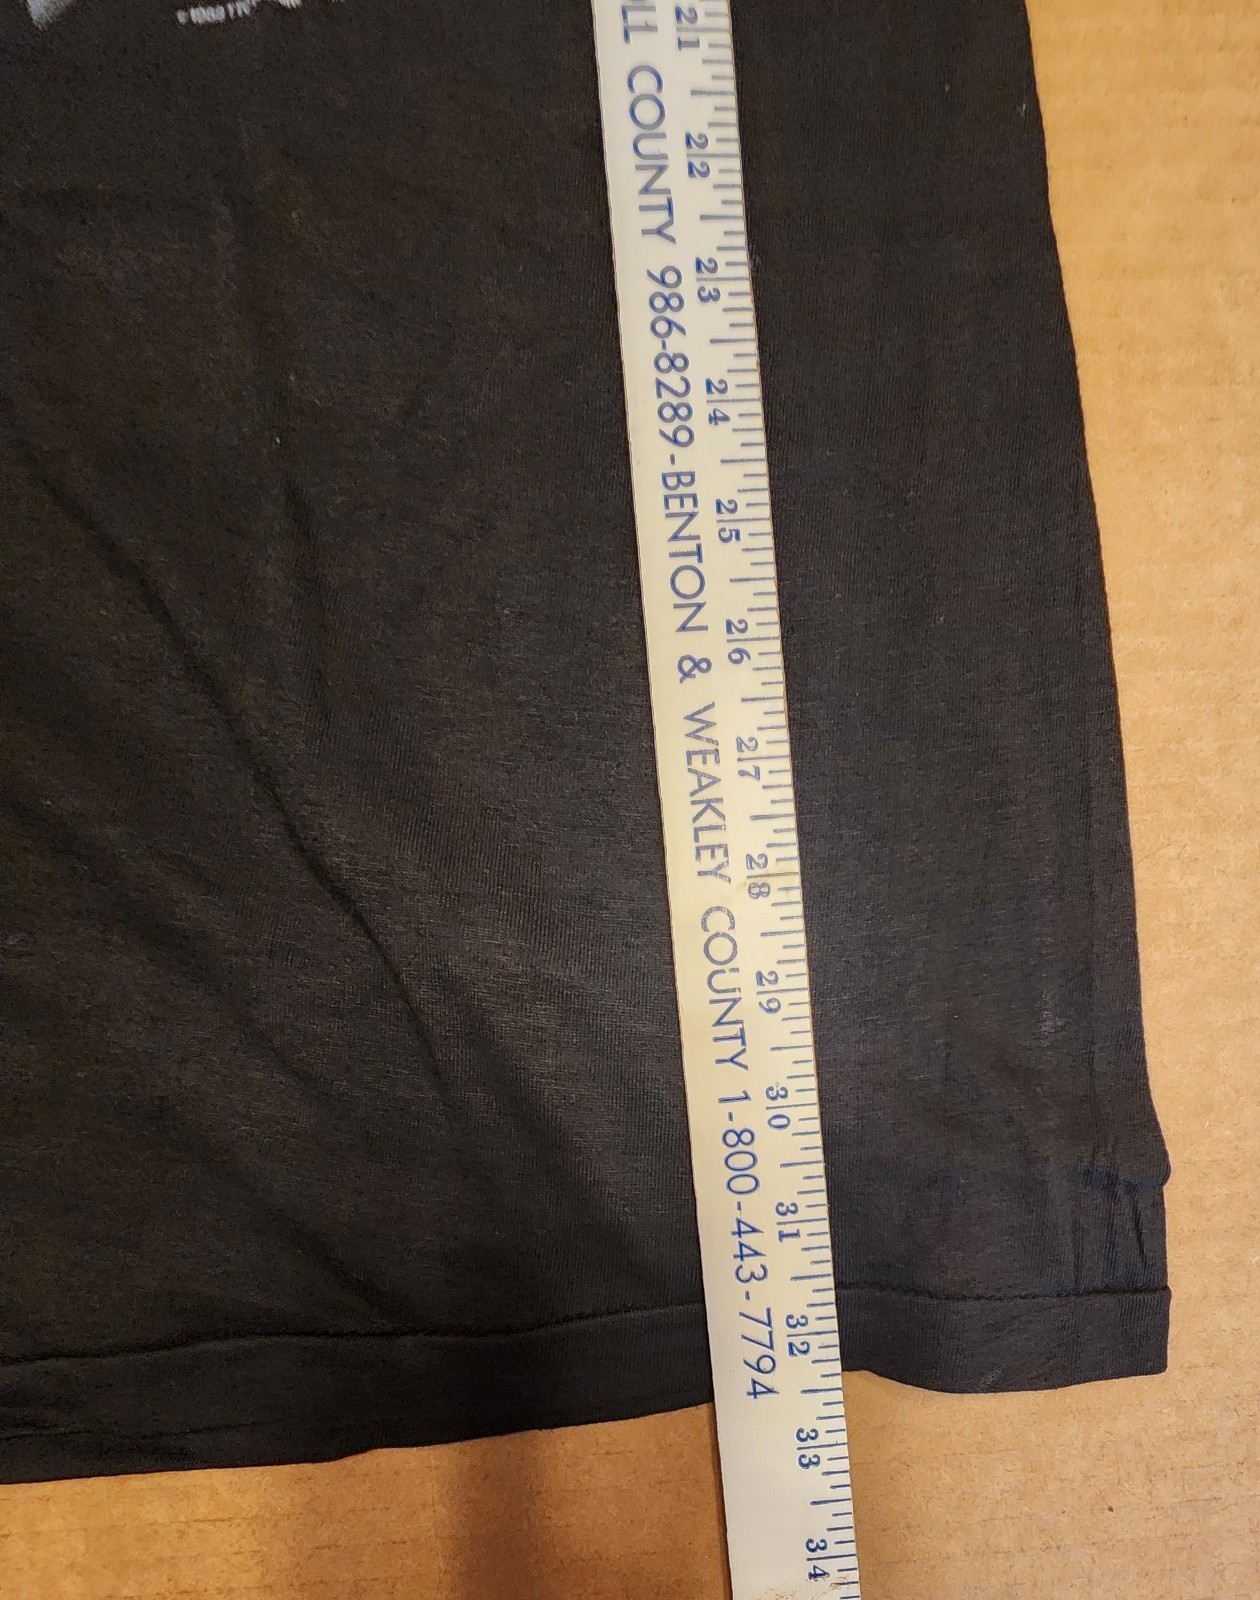 LL COUNTY 986-8289-BENTON & WEAKLEY COUNTY 1-800-443-7794
21 22 23 24 25 26 27 28 29 30 31 32 33 34